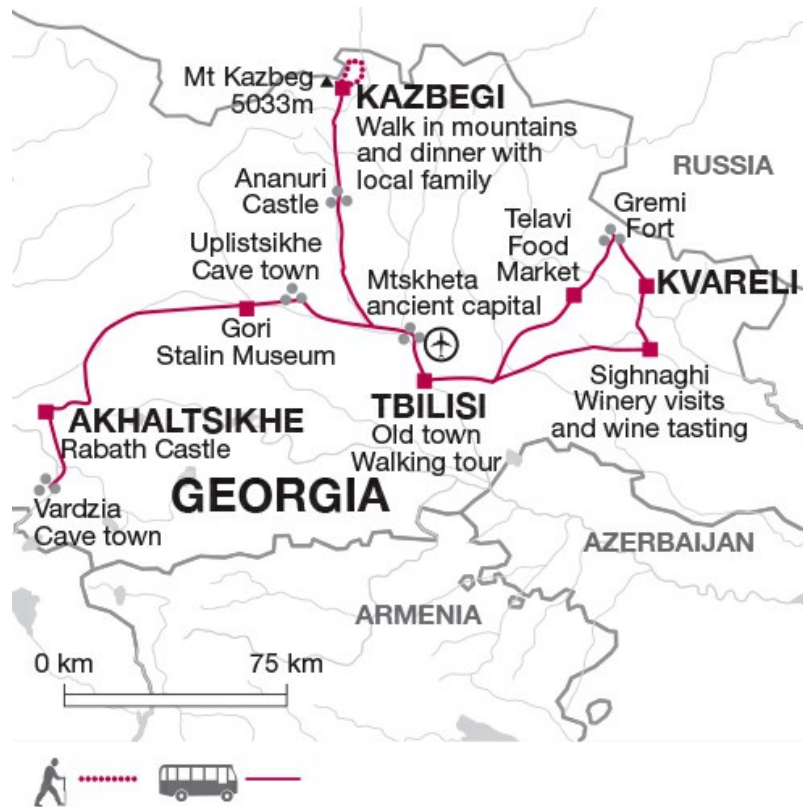 Mt Kazbeg
5033m
KAZBEGI
Walk in mountains
and dinner with
local family
RUSSIA
Ananuri
Castle
Gremi
Fort
Telavi
Food
Market
Uplistsikhe
Cave town
Mtskheta
ancient capital
KVARELI
Gori
Stalin Museum
Sighnaghi
Winery visits
and wine tasting
TBILISI
Old town
Walking tour
AKHALTSIKHE
Rabath Castle
GEORGIA
Vardzia
Cave town
AZERBAIJAN
ARMENIA
0 km 75 km